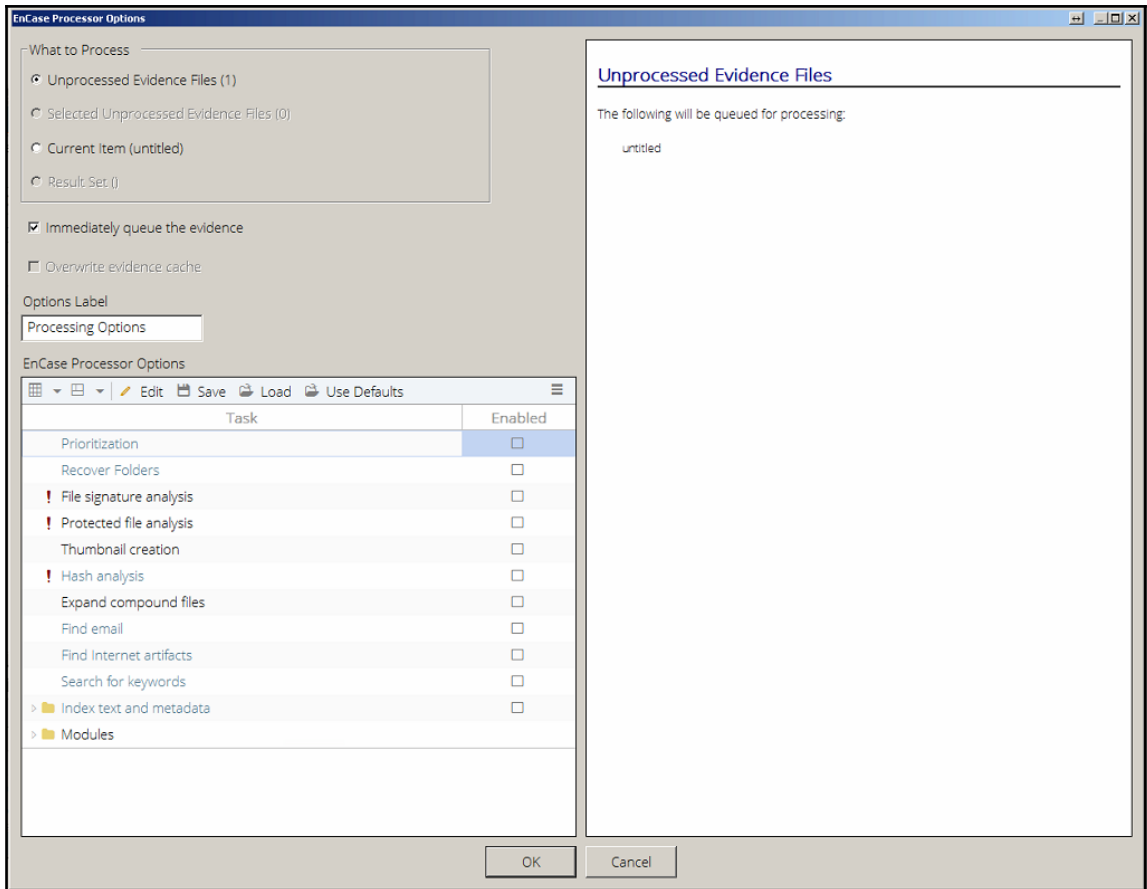 EnCase Processor Options
What to Process
Unprocessed Evidence Files (1)
Selected Unprocessed Evidence Files (0)
Current Item (untitled)
Result Set ()
Immediately queue the evidence
Overwrite evidence cache
Options Label
Processing Options
EnCase Processor Options
Edit Save Load Use Defaults
Task Enabled
Prioritization
Recover Folders
! File signature analysis
! Protected file analysis
Thumbnail creation
! Hash analysis
Expand compound files
Find email
Find Internet artifacts
Search for keywords
Index text and metadata
Modules
Unprocessed Evidence Files
The following will be queued for processing:
untitled
OK Cancel